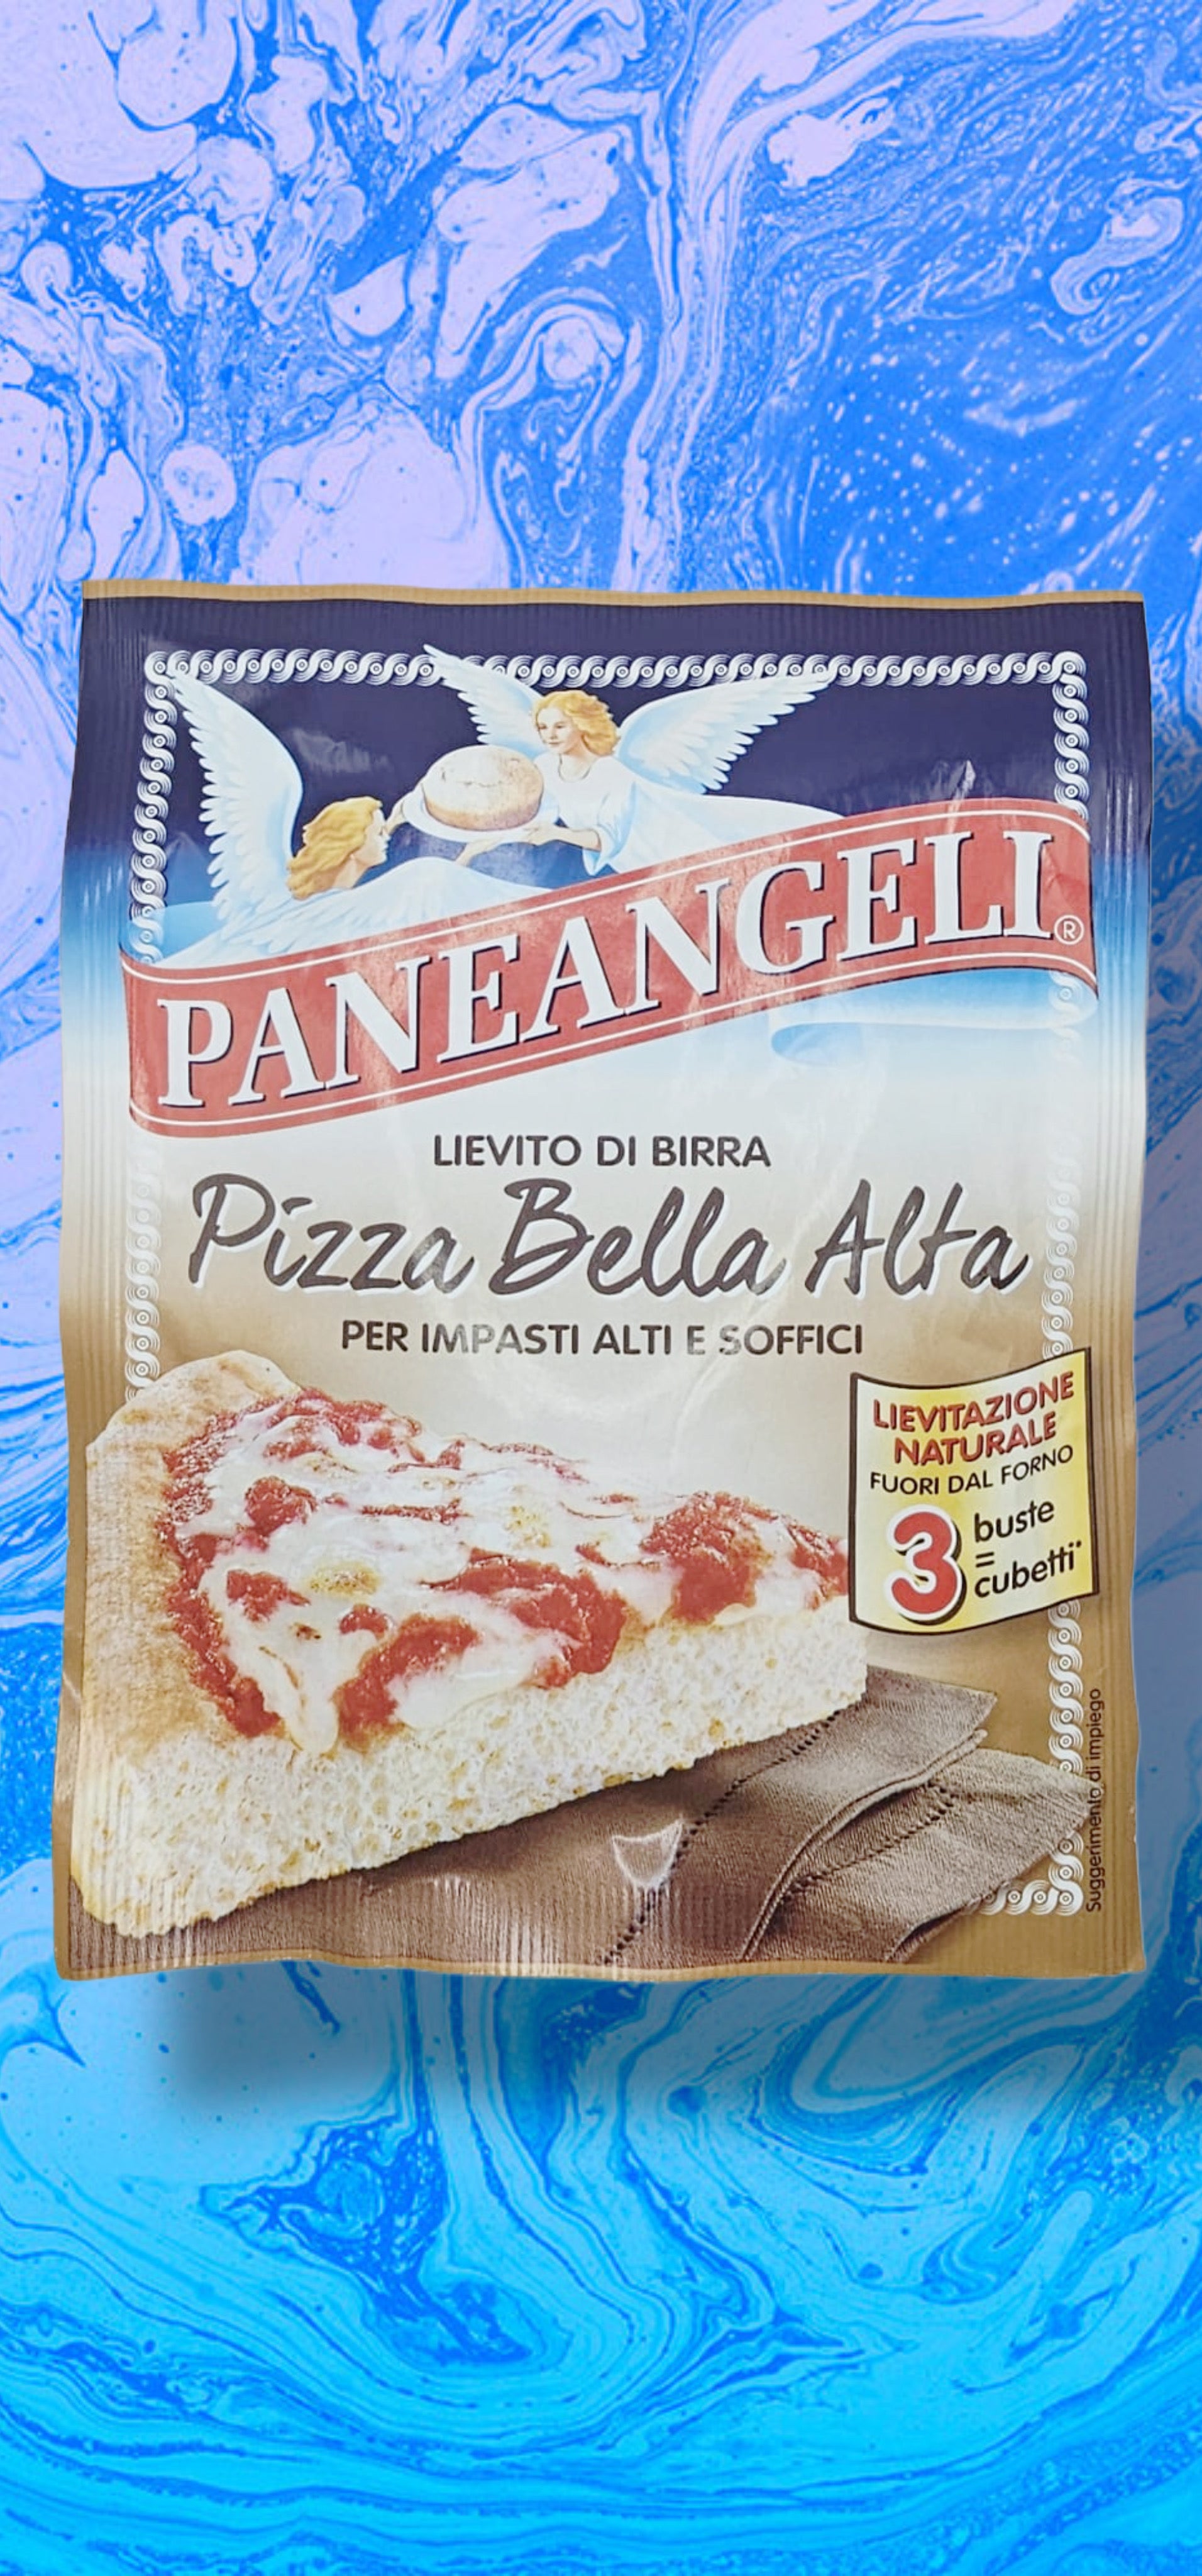 PANEANGELI®
LIEVITO DI BIRRA
Pizza Bella Alta
PER IMPASTI ALTI E SOFFICI
LIEVITAZIONE
NATURALE
FUORI DAL FORNO
3 buste
=
cubetti*
Suggerimento di impiego